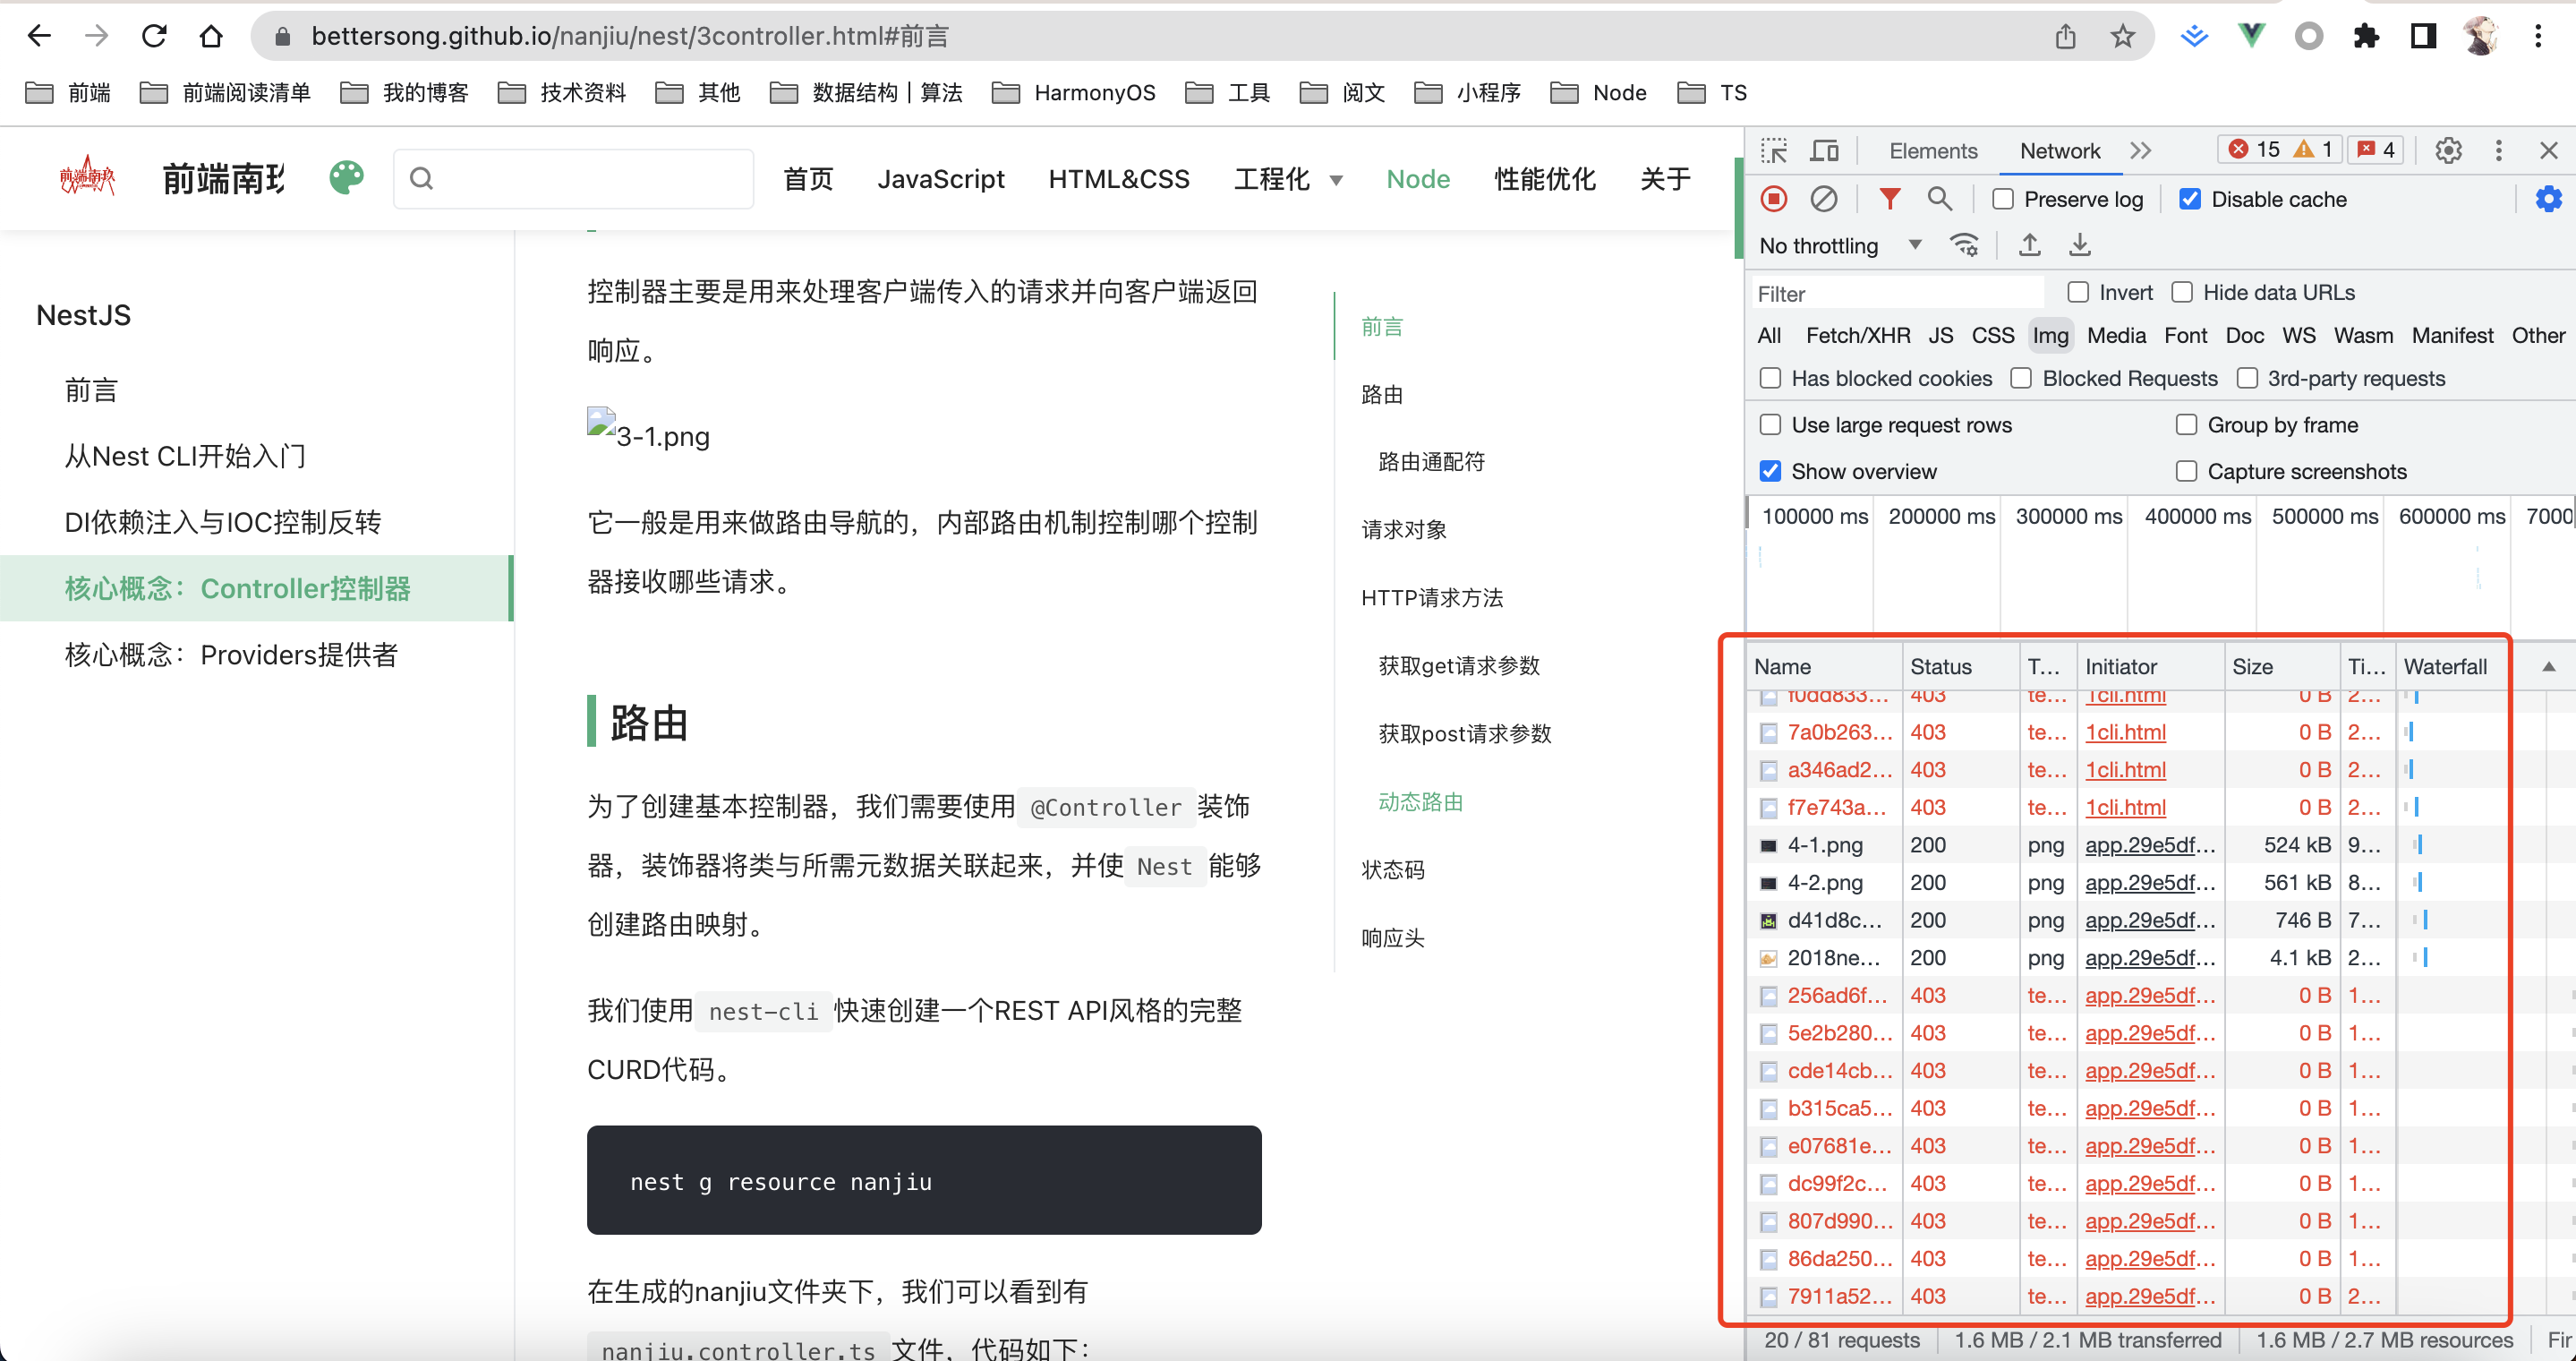 bettersong.github.io/nanjiu/nest/3controller.html#前言
前端 前端阅读清单 我的博客 技术资料 其他 数据结构｜算法 HarmonyOS 工具 阅文 小程序 Node TS
前端南玖
前端南玖 首页 JavaScript HTML&CSS 工程化 Node 性能优化 关于
NestJS
前言
从Nest CLI开始入门
DI依赖注入与IOC控制反转
核心概念：Controller控制器
核心概念：Providers提供者
控制器主要是用来处理客户端传入的请求并向客户端返回
响应。
3-1.png
它一般是用来做路由导航的，内部路由机制控制哪个控制
器接收哪些请求。
路由
为了创建基本控制器，我们需要使用 @Controller 装饰
器，装饰器将类与所需元数据关联起来，并使 Nest 能够
创建路由映射。
我们使用 nest-cli 快速创建一个REST API风格的完整
CURD代码。
nest g resource nanjiu
在生成的nanjiu文件夹下，我们可以看到有
nanjiu.controller.ts 文件，代码如下：
前言
路由
路由通配符
请求对象
HTTP请求方法
获取get请求参数
获取post请求参数
动态路由
状态码
响应头
Elements Network 15 1 4
Preserve log Disable cache
No throttling
Filter Invert Hide data URLs
All Fetch/XHR JS CSS Img Media Font Doc WS Wasm Manifest Other
Has blocked cookies Blocked Requests 3rd-party requests
Use large request rows Group by frame
Show overview Capture screenshots
100000 ms 200000 ms 300000 ms 400000 ms 500000 ms 600000 ms 7000
Name Status T... Initiator Size Ti... Waterfall
f0dd833... 403 te... 1cli.html 0 B 2...
7a0b263... 403 te... 1cli.html 0 B 2...
a346ad2... 403 te... 1cli.html 0 B 2...
f7e743a... 403 te... 1cli.html 0 B 2...
4-1.png 200 png app.29e5df... 524 kB 9...
4-2.png 200 png app.29e5df... 561 kB 8...
d41d8c... 200 png app.29e5df... 746 B 7...
2018ne... 200 png app.29e5df... 4.1 kB 2...
256ad6f... 403 te... app.29e5df... 0 B 1...
5e2b280... 403 te... app.29e5df... 0 B 1...
cde14cb... 403 te... app.29e5df... 0 B 1...
b315ca5... 403 te... app.29e5df... 0 B 1...
e07681e... 403 te... app.29e5df... 0 B 1...
dc99f2c... 403 te... app.29e5df... 0 B 1...
807d990... 403 te... app.29e5df... 0 B 1...
86da250... 403 te... app.29e5df... 0 B 1...
7911a52... 403 te... app.29e5df... 0 B 2...
20 / 81 requests 1.6 MB / 2.1 MB transferred 1.6 MB / 2.7 MB resources Fir